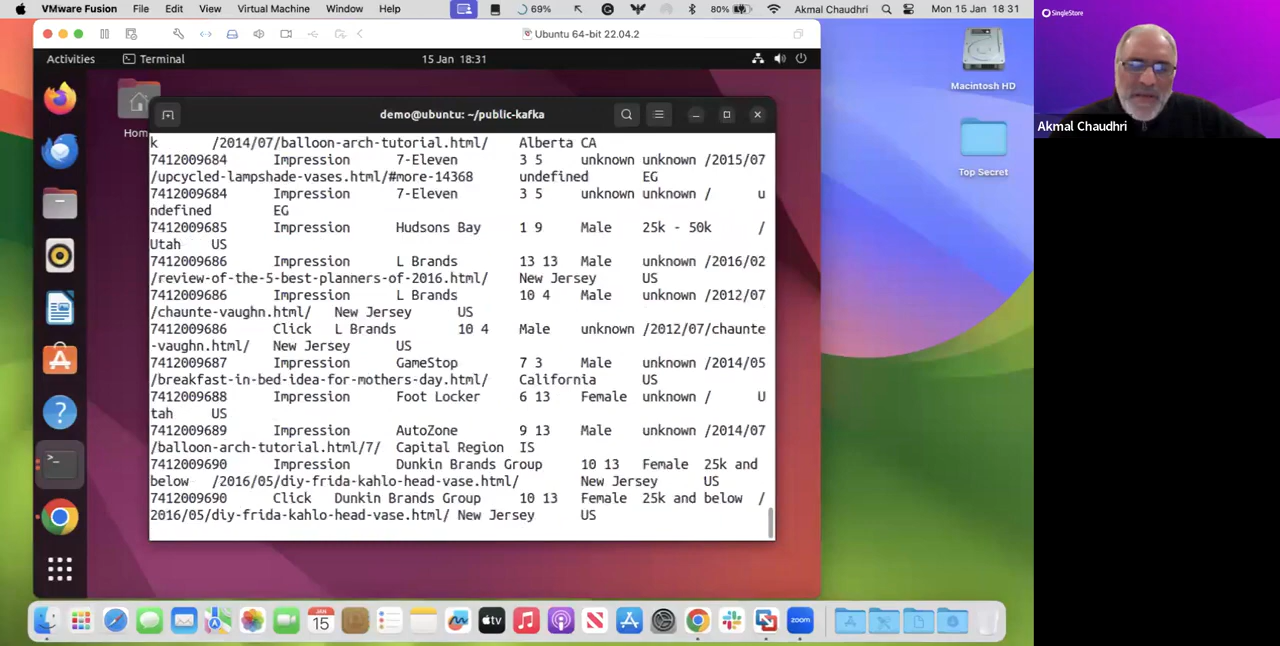 VMware Fusion File Edit View Virtual Machine Window Help 69% 80% Akmal Chaudhri Mon 15 Jan 18 31
SingleStore
Ubuntu 64-bit 22.04.2
Activities Terminal 15 Jan 18:31
Macintosh HD
demo@ubuntu: ~/public-kafka
Akmal Chaudhri
Hom
Top Secret
k /2014/07/balloon-arch-tutorial.html/ Alberta CA
7412009684 Impression 7-Eleven 3 5 unknown unknown /2015/07
/upcycled-lampshade-vases.html/#more-14368 undefined EG
7412009684 Impression 7-Eleven 3 5 unknown unknown / u
ndefined EG
7412009685 Impression Hudsons Bay 1 9 Male 25k - 50k /
Utah US
7412009686 Impression L Brands 13 13 Male unknown /2016/02
/review-of-the-5-best-planners-of-2016.html/ New Jersey US
7412009686 Impression L Brands 10 4 Male unknown /2012/07
/chaunte-vaughn.html/ New Jersey US
7412009686 Click L Brands 10 4 Male unknown /2012/07/chaunte
-vaughn.html/ New Jersey US
7412009687 Impression GameStop 7 3 Male unknown /2014/05
/breakfast-in-bed-idea-for-mothers-day.html/ California US
7412009688 Impression Foot Locker 6 13 Female unknown / U
tah US
7412009689 Impression AutoZone 9 13 Male unknown /2014/07
/balloon-arch-tutorial.html/7/ Capital Region IS
7412009690 Impression Dunkin Brands Group 10 13 Female 25k and
below /2016/05/diy-frida-kahlo-head-vase.html/ New Jersey US
7412009690 Click Dunkin Brands Group 10 13 Female 25k and below /
2016/05/diy-frida-kahlo-head-vase.html/ New Jersey US
JAN
15
tv
zoom